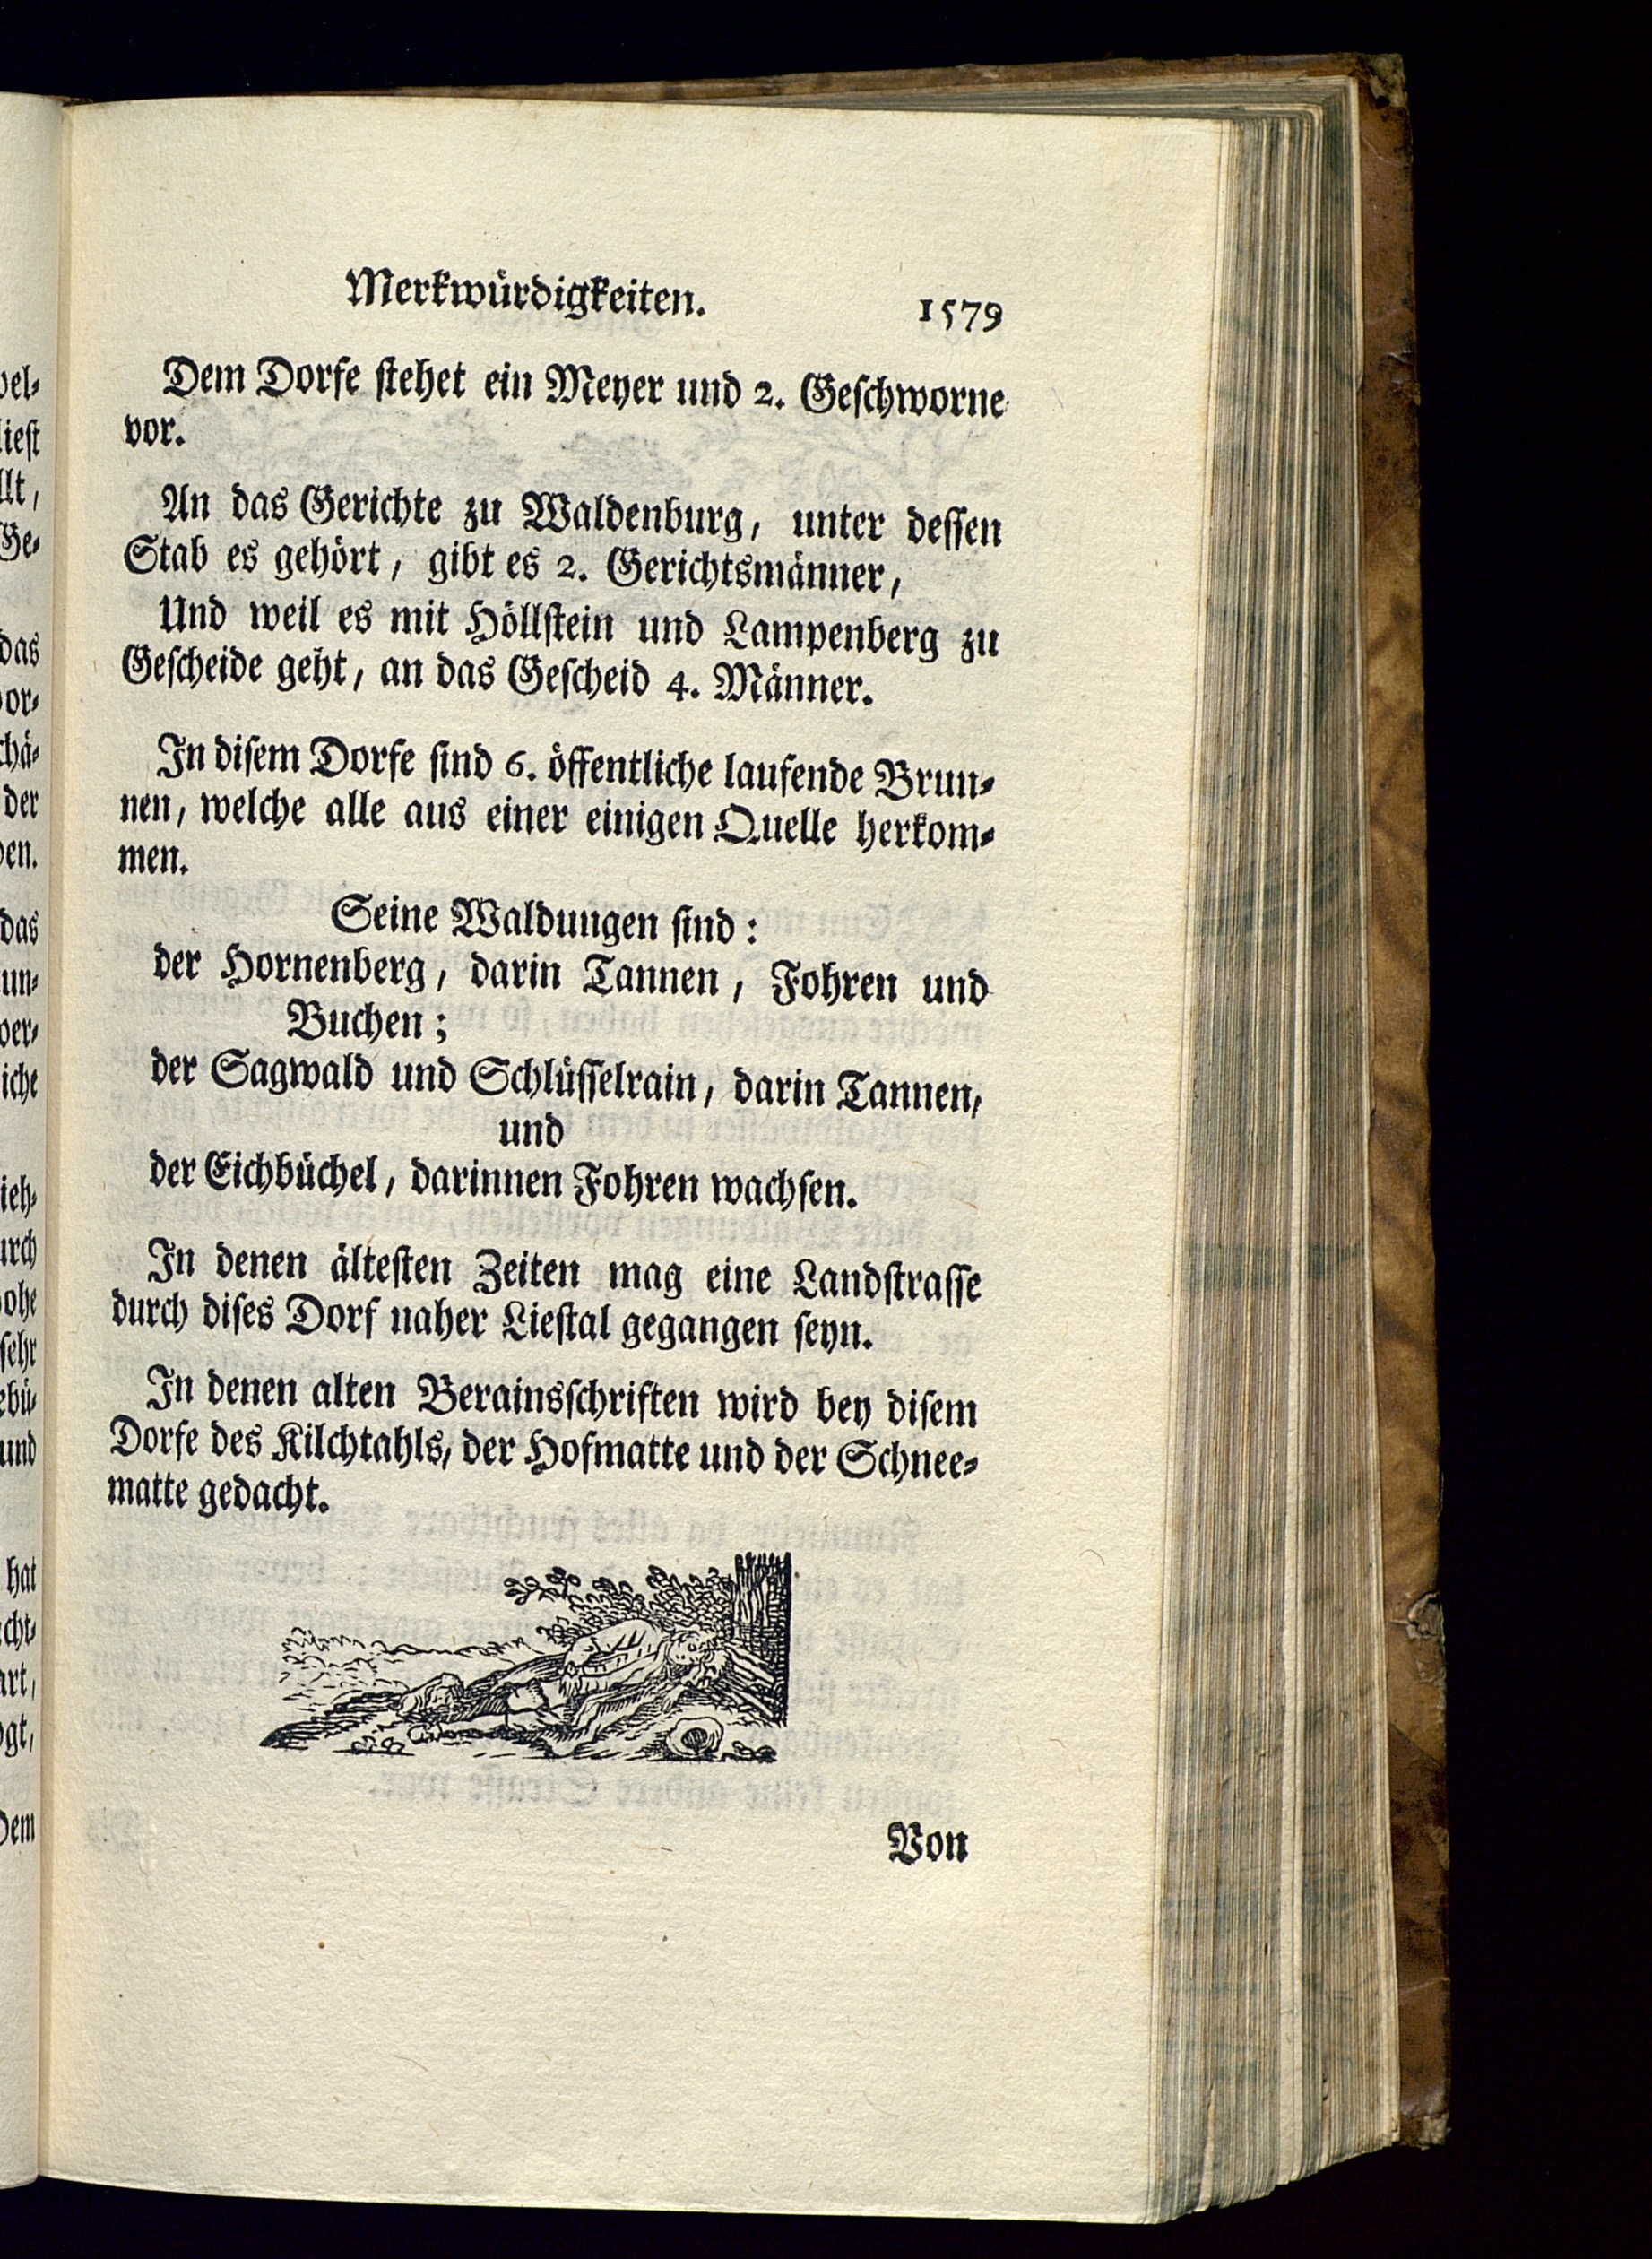 Merkwürdigkeiten. 1579
Dem Dorfe stehet ein Meyer und 2. Geschworne
vor.
An das Gerichte zu Waldenburg, unter dessen
Stab es gehört, gibt es 2. Gerichtsmänner,
Und weil es mit Höllstein und Lampenberg zu
Gescheide geht, an das Gescheid 4. Männer.
In disem Dorfe sind 6. öffentliche laufende Brun-
nen, welche alle aus einer einigen Quelle herkom-
men.
Seine Waldungen sind:
der Hornenberg, darin Tannen, Fohren und
Buchen;
der Sagwald und Schlüsselrain, darin Tannen,
und
der Eichbüchel, darinnen Fohren wachsen.
In denen ältesten Zeiten mag eine Landstrasse
durch dises Dorf naher Liestal gegangen seyn.
In denen alten Berainsschriften wird bey disem
Dorfe des Kilchtahls, der Hofmatte und der Schnee-
matte gedacht.
Von